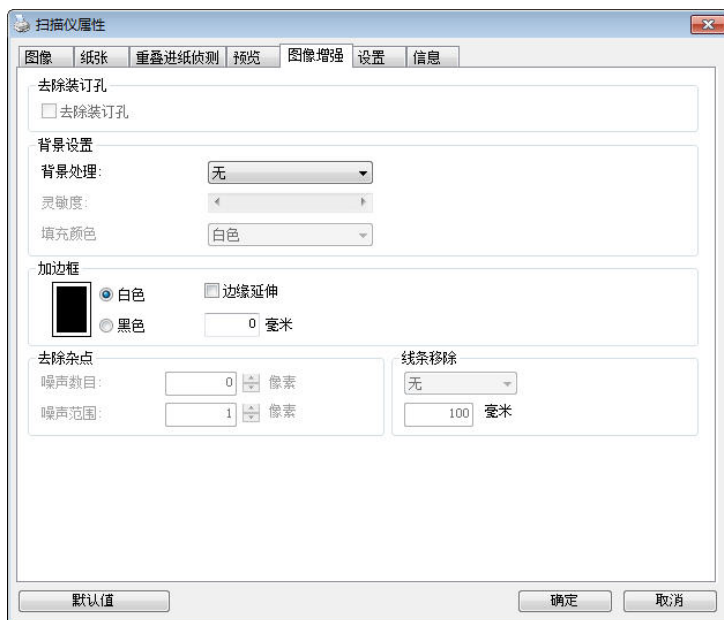 扫描仪属性
图像 纸张 重叠进纸侦测 预览 图像增强 设置 信息
去除装订孔
去除装订孔
背景设置
背景处理: 无
灵敏度:
填充颜色 白色
加边框
白色 边缘延伸
黑色 0 毫米
去除杂点 线条移除
噪声数目: 0 像素 无
噪声范围: 1 像素 100 毫米
默认值 确定 取消